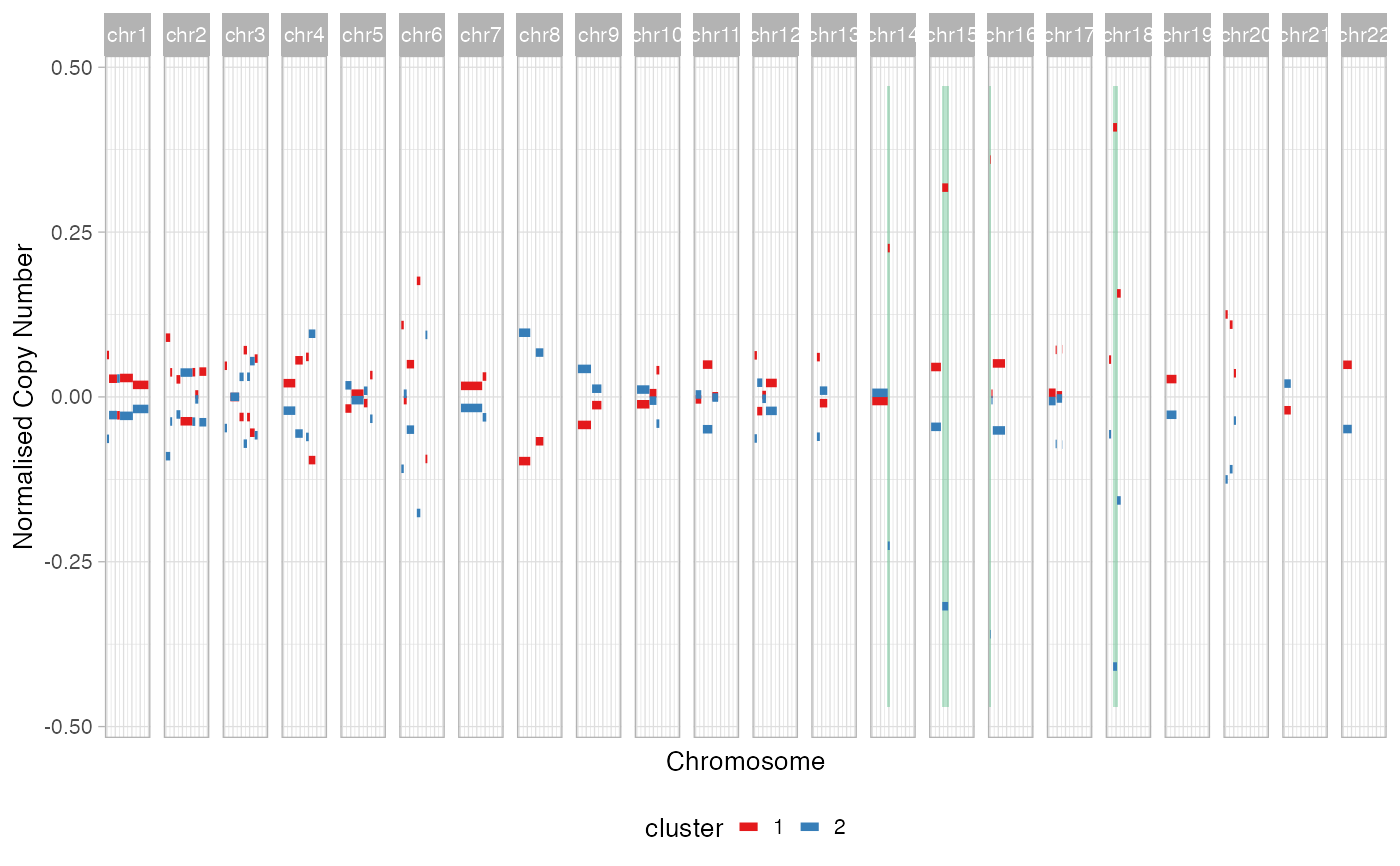 chr1 chr2 chr3 chr4 chr5 chr6 chr7 chr8 chr9 chr10 chr11 chr12 chr13 chr14 chr15 chr16 chr17 chr18 chr19 chr20 chr21 chr22
0.50
0.25
0.00
-0.25
-0.50
Normalised Copy Number
Chromosome
cluster 1 2